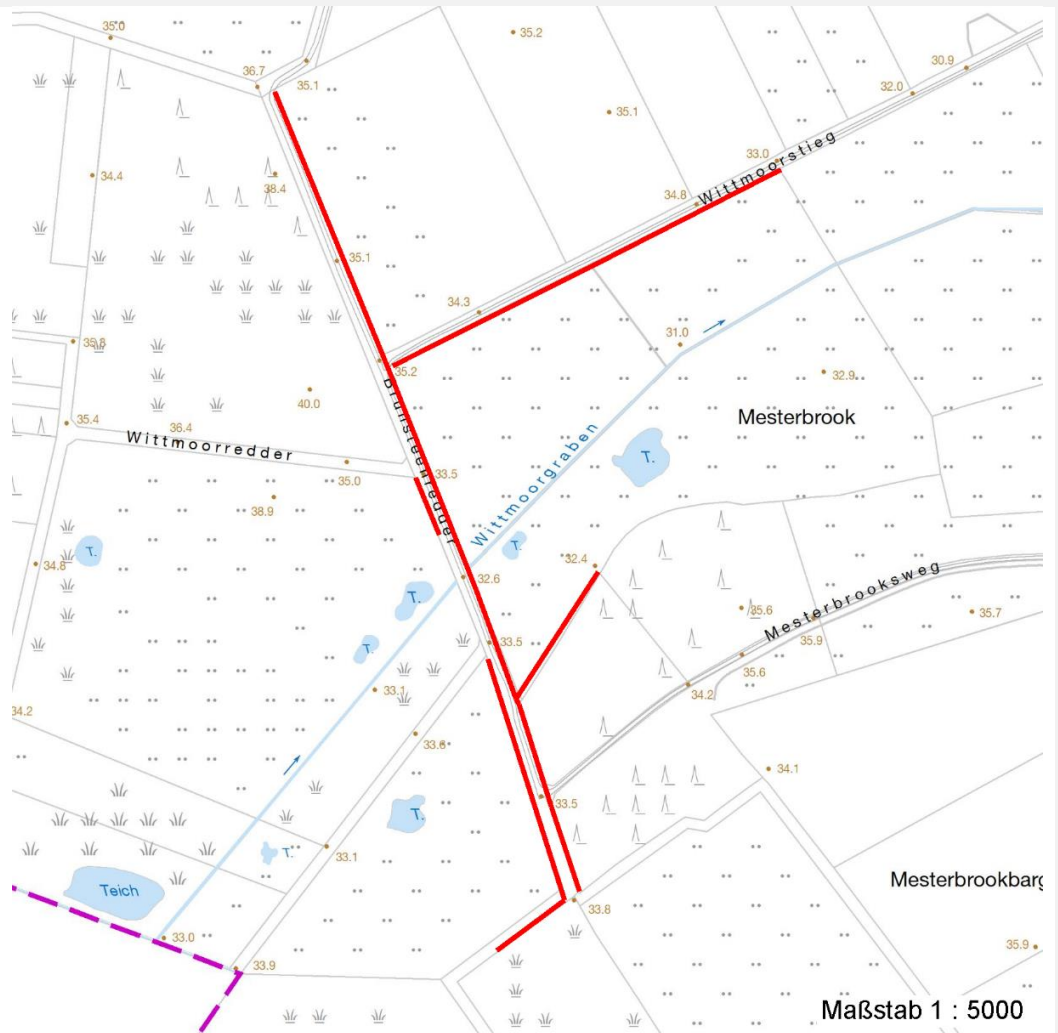 35.0
35.2
36.7
35.1
30.9
32.0
35.1
33.0
Wittmoorstieg
34.4
38.4
34.8
35.1
34.3
31.0
35.8
35.2
32.9
40.0
Mesterbrook
35.4
36.4
Wittmoorredder
Brunsteenredder
35.0
33.5
T.
38.9
Wittmoorgraben
T.
T.
34.8
32.4
32.6
T.
35.6
35.7
Mesterbrooksweg
35.9
T.
33.5
35.6
34.2
33.1
34.2
33.6
34.1
33.5
T.
33.1
T.
Teich
Mesterbrookbarg
33.8
33.0
35.9
33.9
Maßstab 1 : 5000